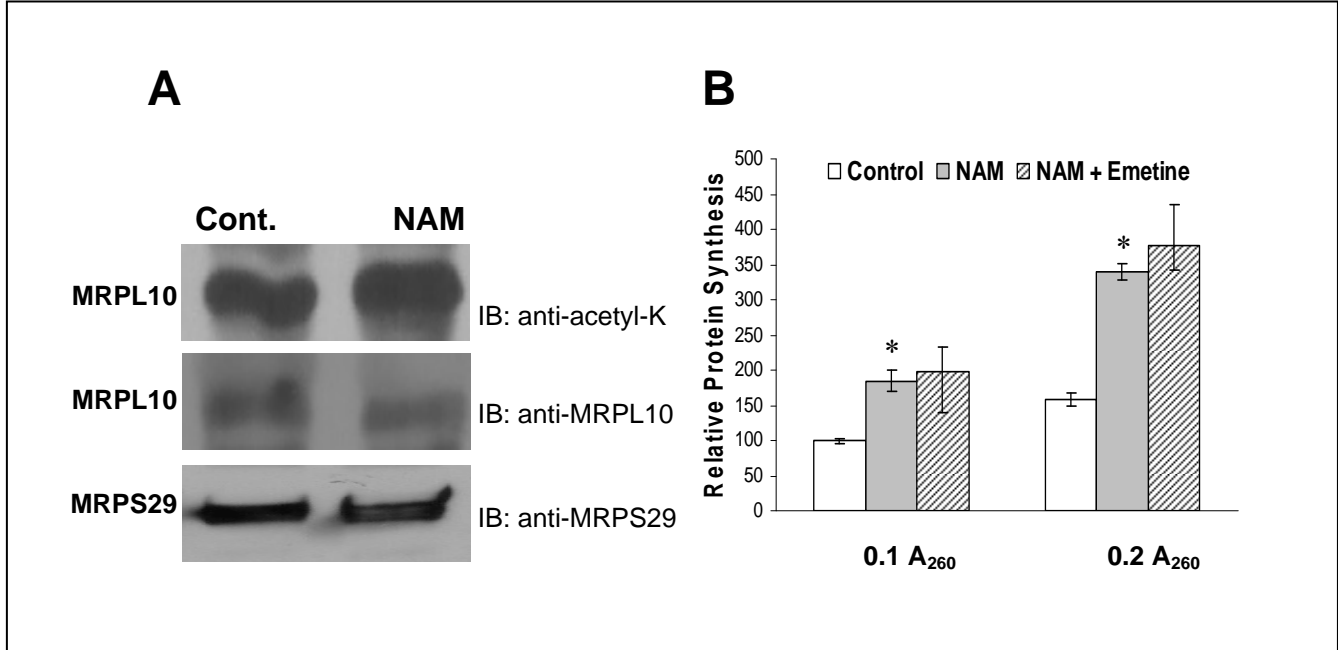 A
Cont. NAM
MRPL10
IB: anti-acetyl-K
MRPL10
IB: anti-MRPL10
MRPS29
IB: anti-MRPS29
B
Control NAM NAM + Emetine
Relative Protein Synthesis
500
450
400
350
300
250
200
150
100
50
0
*
*
0.1 A₂₆₀ 0.2 A₂₆₀